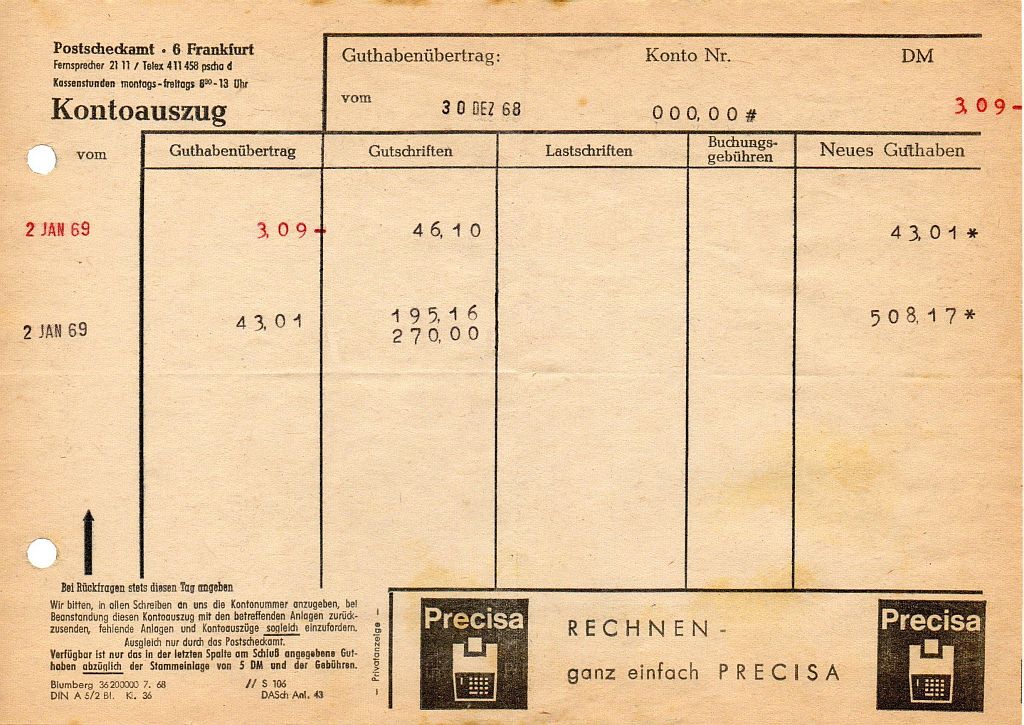 Postscheckamt · 6 Frankfurt
Fernsprecher 21 11 / Telex 411 458 pscha d
Kassenstunden montags-freitags 8³⁰-13 Uhr
Kontoauszug
Guthabenübertrag: Konto Nr. DM
vom 30 DEZ 68 000,00# 3,09-
vom Guthabenübertrag Gutschriften Lastschriften Buchungs-
gebühren Neues Guthaben
2 JAN 69 3,09- 46,10 43,01*
2 JAN 69 43,01 195,16 508,17*
270,00
Bei Rückfragen stets diesen Tag angeben
Wir bitten, in allen Schreiben an uns die Kontonummer anzugeben, bei
Beanstandung diesen Kontoauszug mit den betreffenden Anlagen zurück-
zusenden, fehlende Anlagen und Kontoauszüge sogleich einzufordern.
Ausgleich nur durch das Postscheckamt.
Verfügbar ist nur das in der letzten Spalte am Schluß angegebene Gut-
haben abzüglich der Stammeinlage von 5 DM und der Gebühren.
Blumberg 36 200000 7. 68 // S 106
DIN A 5/2 Bl. Kl. 36 DASch Anl. 43
— Privatanzeige —
Precisa
RECHNEN -
ganz einfach PRECISA
Precisa